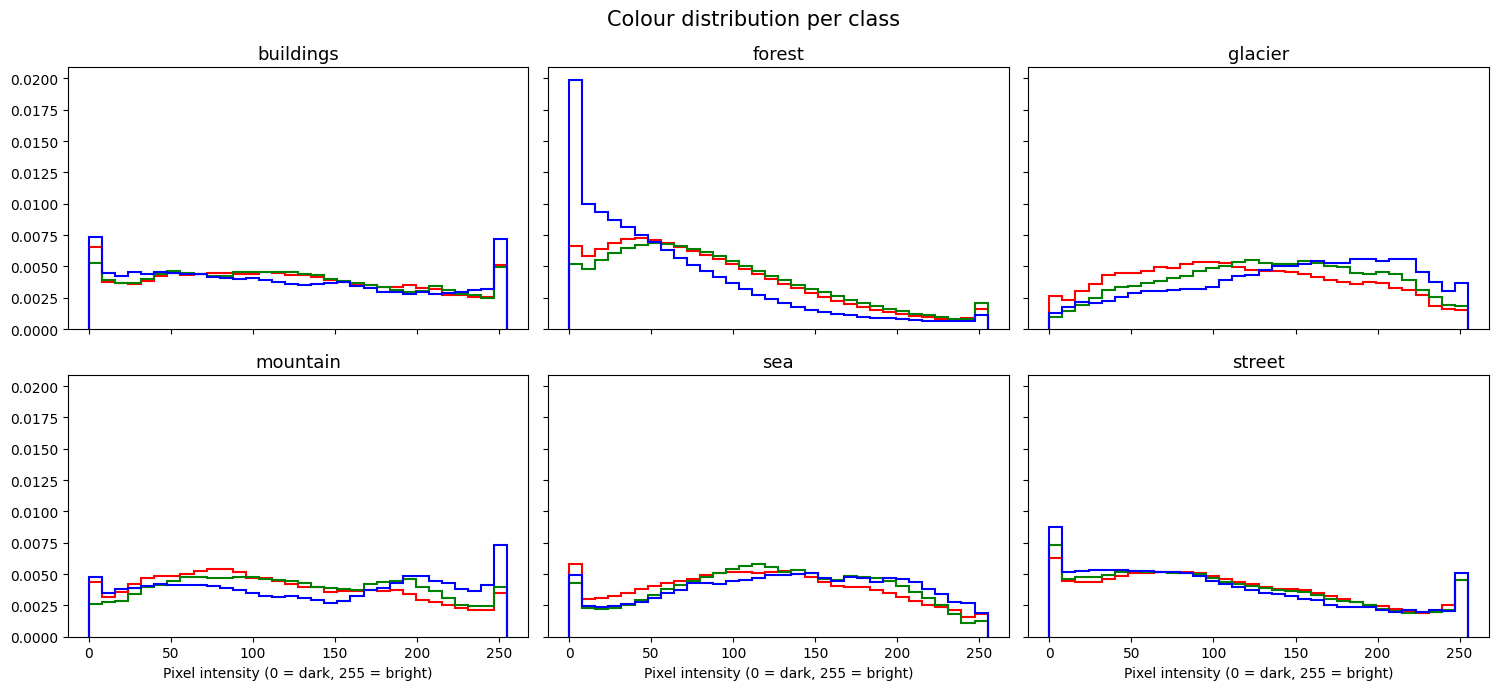 Colour distribution per class
buildings
forest
glacier
0.0200
0.0175
0.0150
0.0125
0.0100
0.0075
0.0050
0.0025
0.0000
mountain
sea
street
0.0200
0.0175
0.0150
0.0125
0.0100
0.0075
0.0050
0.0025
0.0000
0 50 100 150 200 250
0 50 100 150 200 250
0 50 100 150 200 250
Pixel intensity (0 = dark, 255 = bright)
Pixel intensity (0 = dark, 255 = bright)
Pixel intensity (0 = dark, 255 = bright)